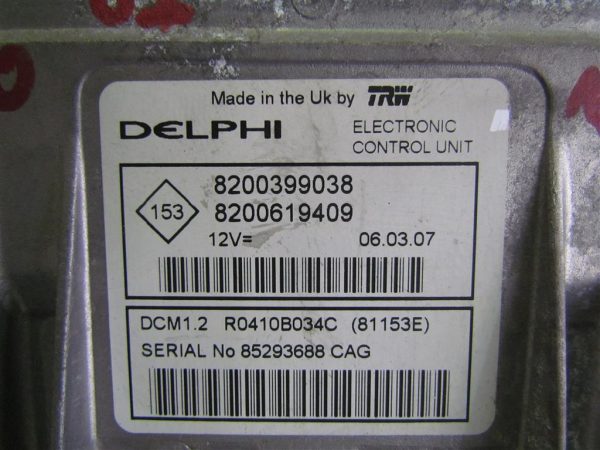 Made in the Uk by TRW
DELPHI
ELECTRONIC
CONTROL UNIT
153
8200399038
8200619409
12V= 06.03.07
DCM1.2 R0410B034C (81153E)
SERIAL No 85293688 CAG